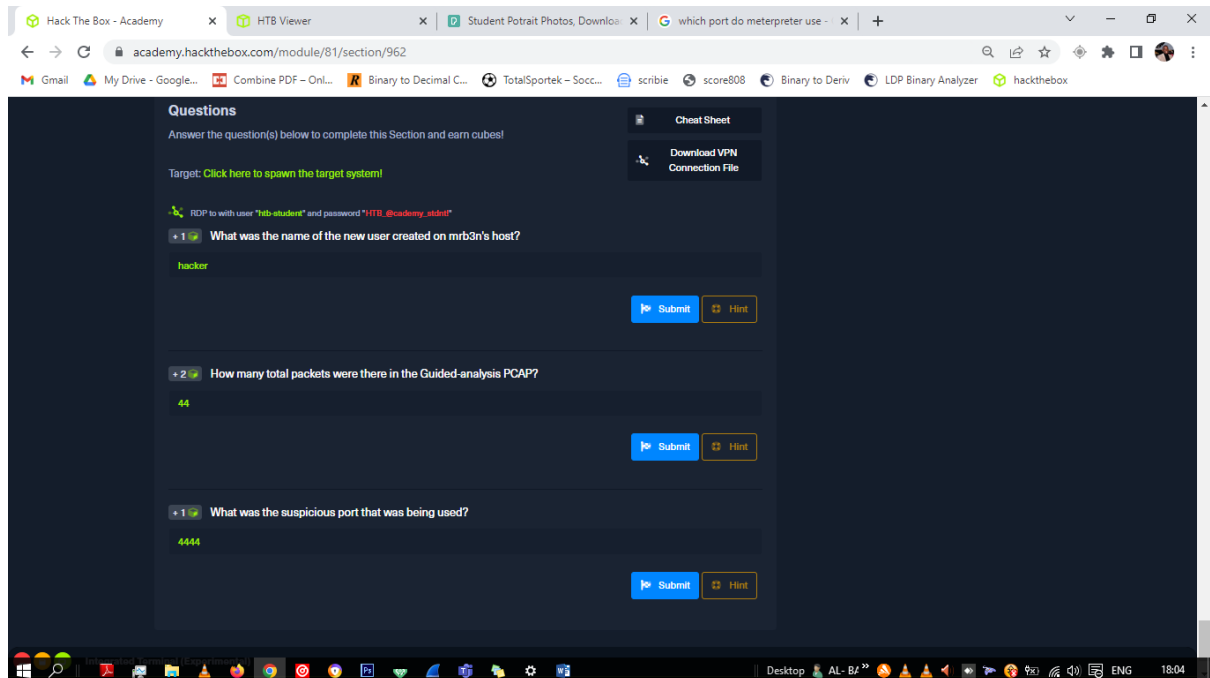 Hack The Box - Academy
HTB Viewer
Student Potrait Photos, Downloa
which port do meterpreter use -
academy.hackthebox.com/module/81/section/962
Gmail
My Drive - Google...
Combine PDF – Onl...
Binary to Decimal C...
TotalSportek – Socc...
scribie
score808
Binary to Deriv
LDP Binary Analyzer
hackthebox
Questions
Cheat Sheet
Answer the question(s) below to complete this Section and earn cubes!
Download VPN
Connection File
Target: Click here to spawn the target system!
RDP to with user "htb-student" and password "HTB_@cademy_stdnt!"
+ 1 What was the name of the new user created on mrb3n's host?
hacker
Submit
Hint
+ 2 How many total packets were there in the Guided-analysis PCAP?
44
Submit
Hint
+ 1 What was the suspicious port that was being used?
4444
Submit
Hint
Integrated Terminal (Experimental)
Desktop
AL- BA
ENG
18:04